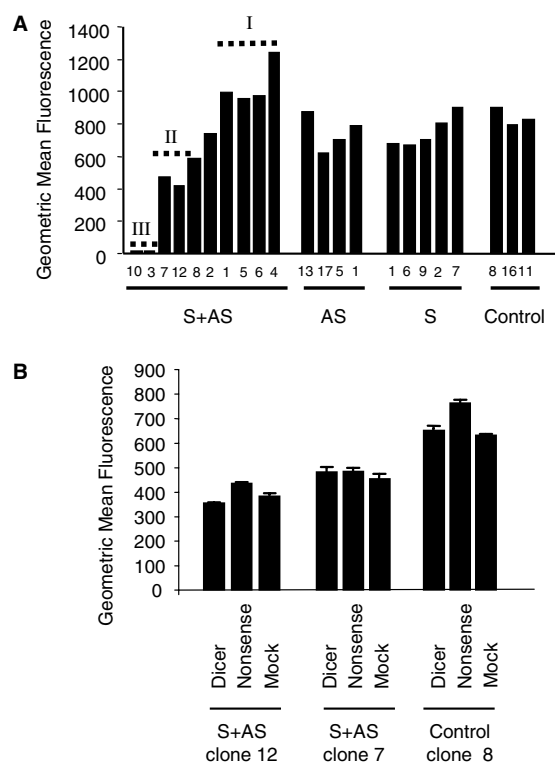 A
Geometric Mean Fluorescence
1400
1200
1000
800
600
400
200
0
I
II
III
10 3 7 12 8 2 1 5 6 4 13 17 5 1 1 6 9 2 7 8 16 11
S+AS AS S Control
B
Geometric Mean Fluorescence
900
800
700
600
500
400
300
200
100
0
Dicer
Nonsense
Mock
Dicer
Nonsense
Mock
Dicer
Nonsense
Mock
S+AS S+AS Control
clone 12 clone 7 clone 8